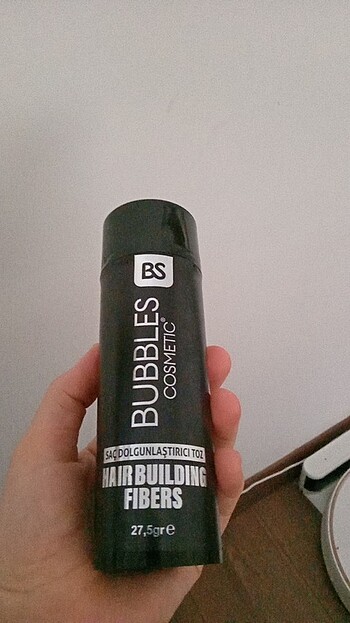 BS
BUBBLES
COSMETIC®
SAÇ DOLGUNLAŞTIRICI TOZ
HAIR BUILDING
FIBERS
27,5gr℮